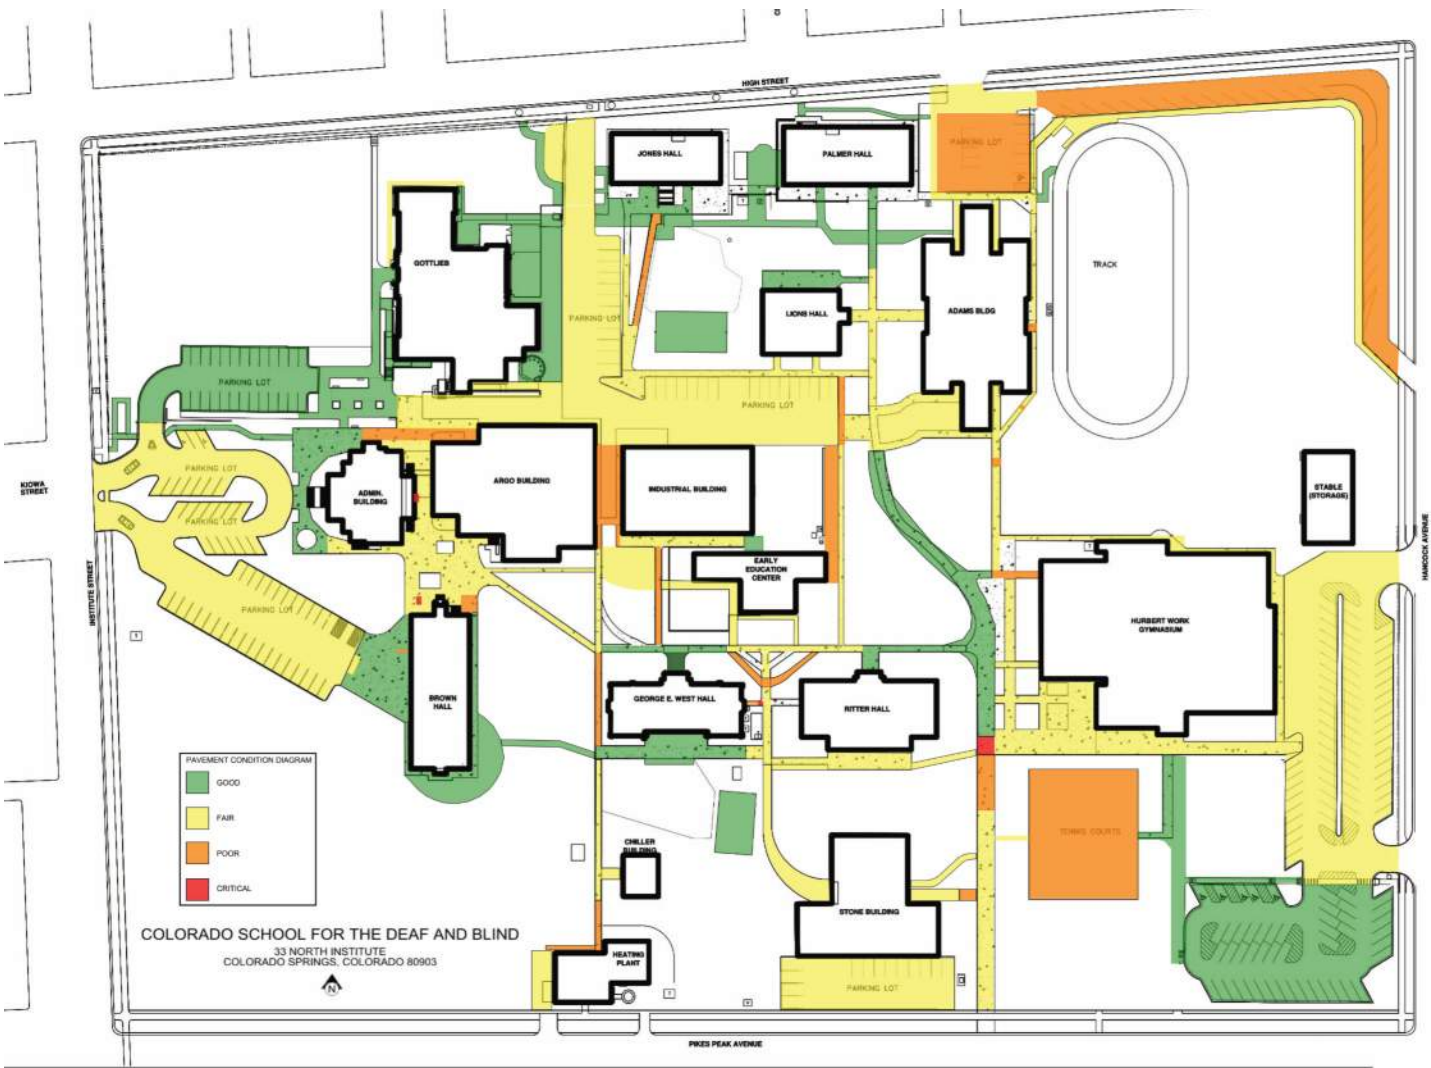 HIGH STREET
JONES HALL
PALMER HALL
PARKING LOT
GOTTLIEB
TRACK
LIONS HALL
ADAMS BLDG
PARKING LOT
PARKING LOT
PARKING LOT
KIOWA
STREET
PARKING LOT
PARKING LOT
ADMIN.
BUILDING
ARGO BUILDING
INDUSTRIAL BUILDING
STABLE
(STORAGE)
HANCOCK AVENUE
INSTITUTE STREET
EARLY
EDUCATION
CENTER
PARKING LOT
HURBERT WORK
GYMNASIUM
BROWN
HALL
GEORGE E. WEST HALL
RITTER HALL
PAVEMENT CONDITION DIAGRAM
GOOD
FAIR
POOR
CRITICAL
TENNIS COURTS
CHILLER
BUILDING
STONE BUILDING
COLORADO SCHOOL FOR THE DEAF AND BLIND
33 NORTH INSTITUTE
COLORADO SPRINGS, COLORADO 80903
N
HEATING
PLANT
PARKING LOT
PIKES PEAK AVENUE